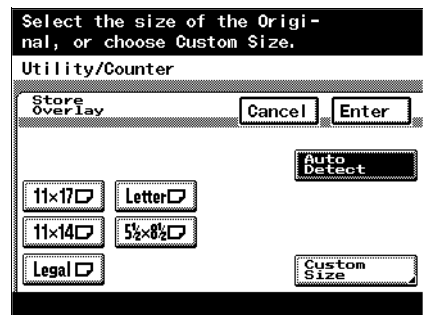 Select the size of the Origi-
nal, or choose Custom Size.
Utility/Counter
Store
Overlay
Cancel
Enter
Auto
Detect
11×17
Letter
11×14
5½×8½
Legal
Custom
Size